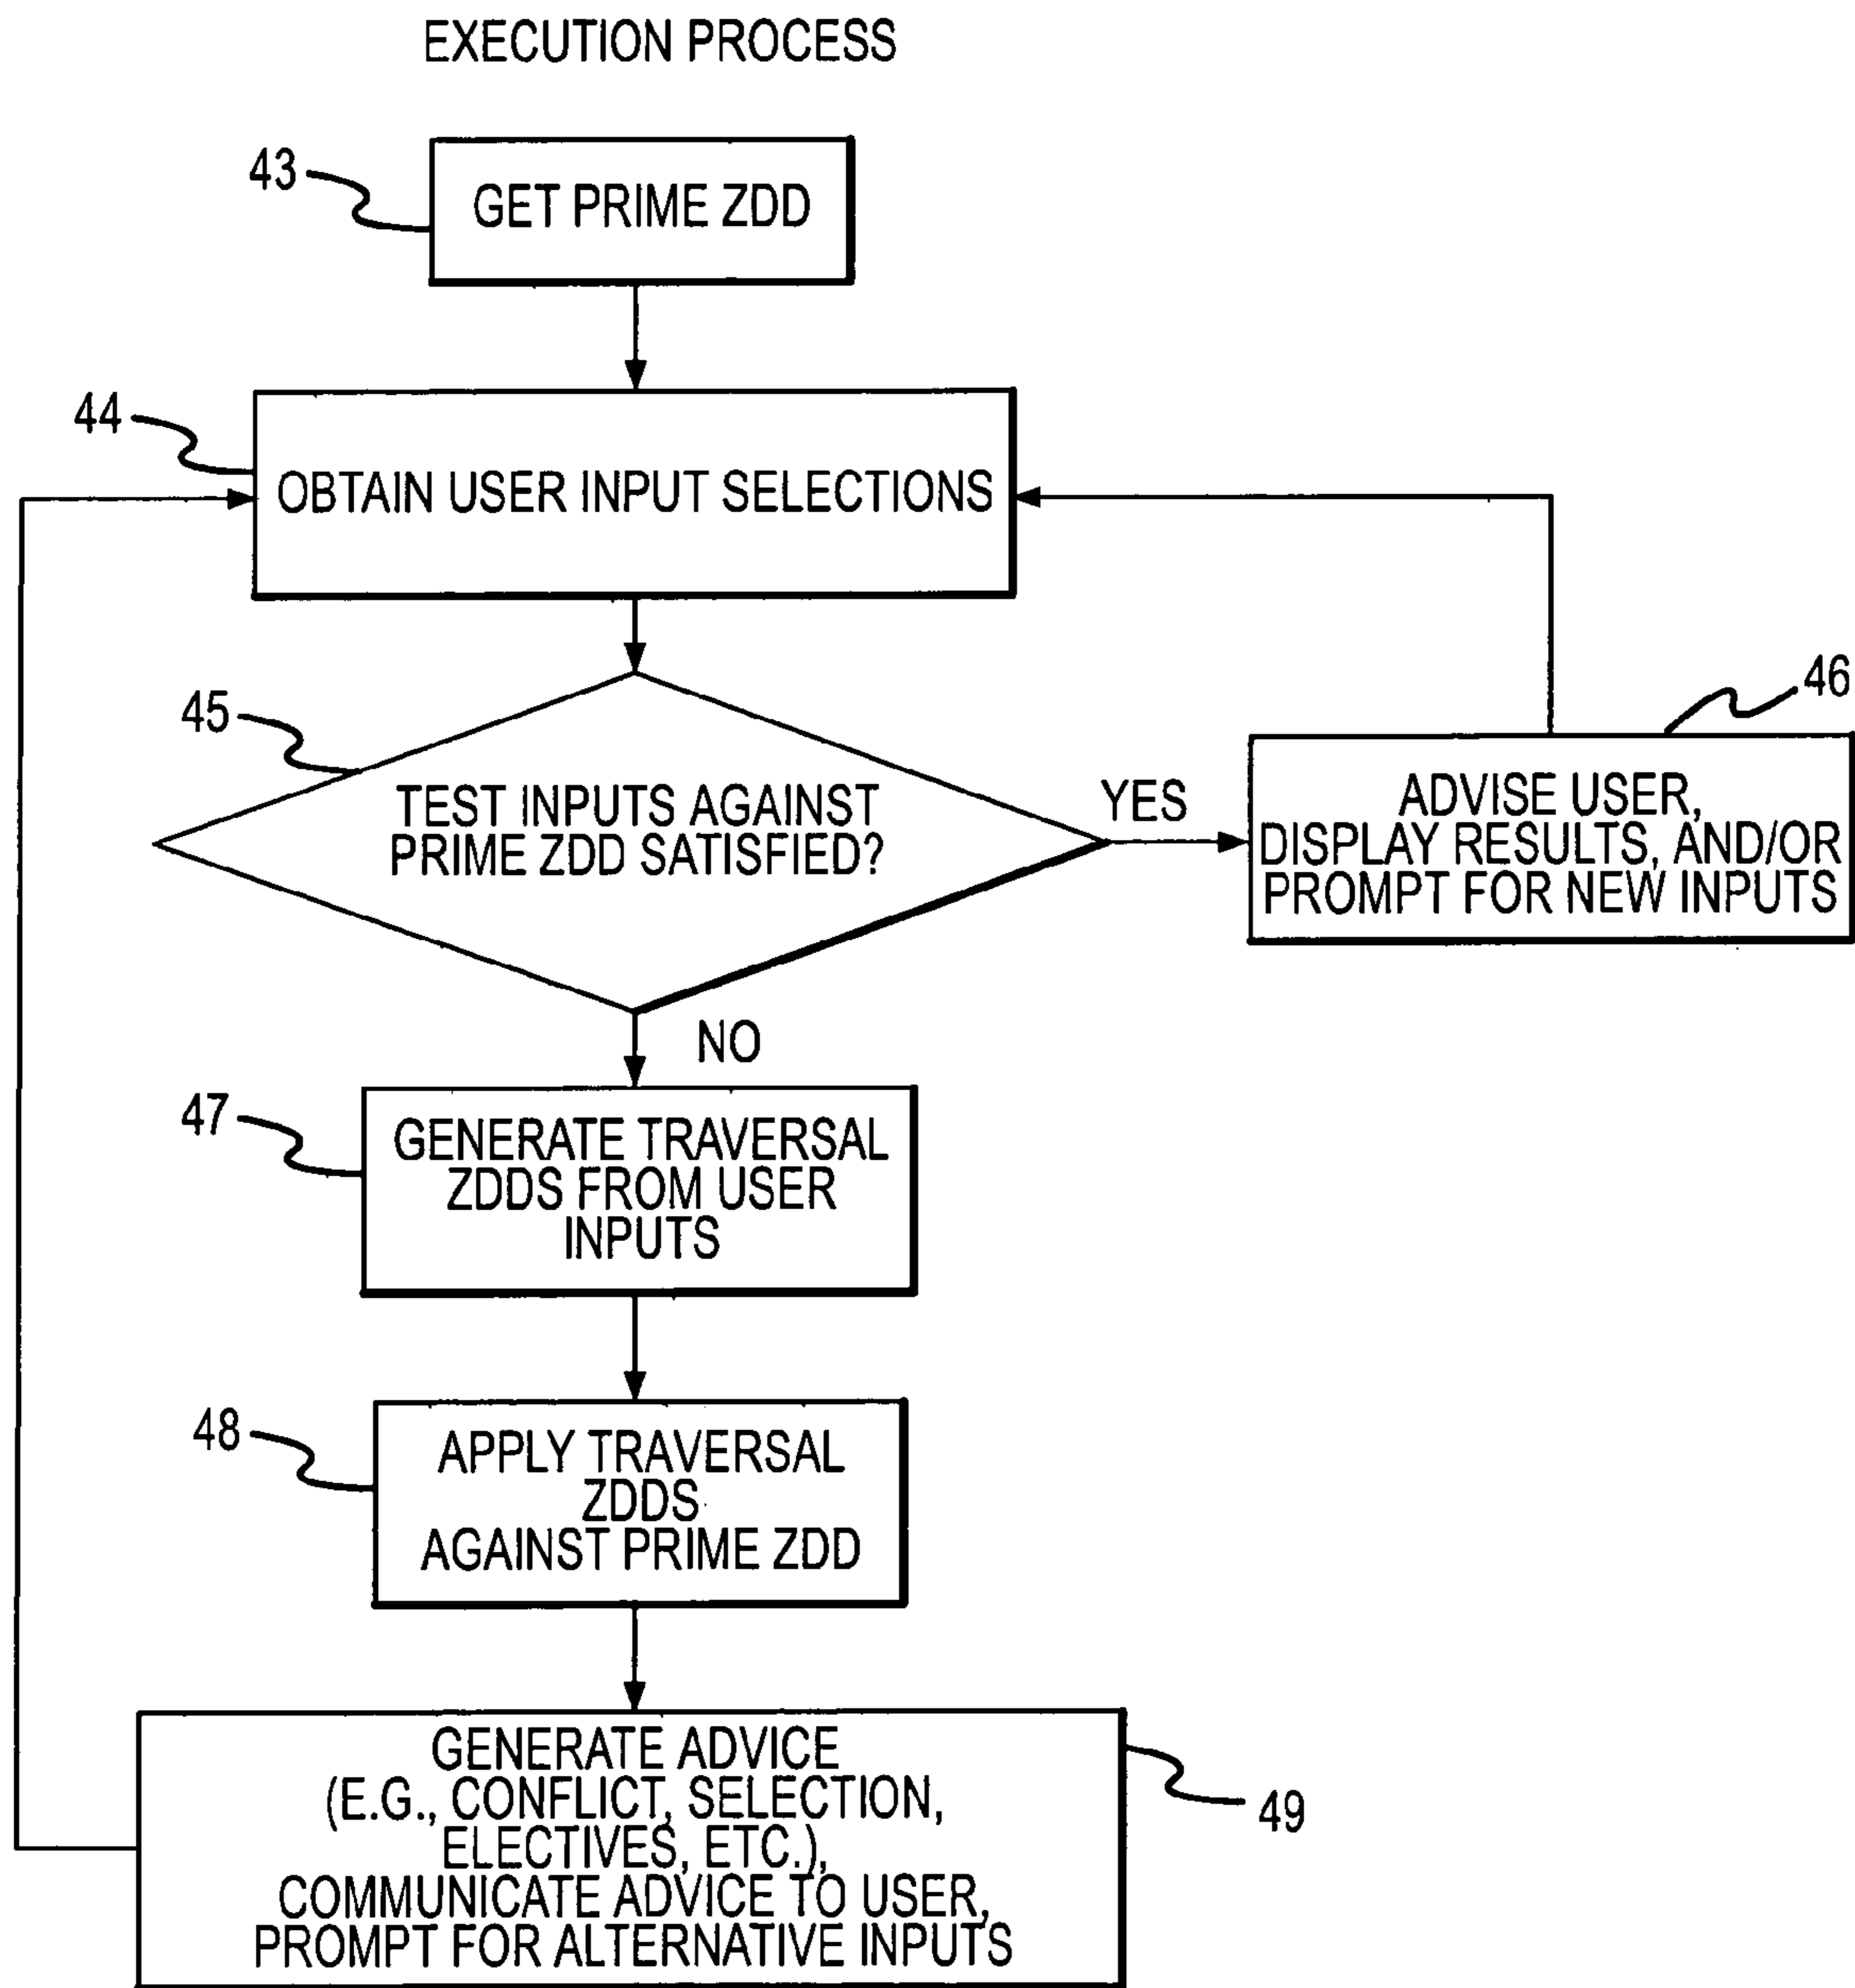 EXECUTION PROCESS
43
GET PRIME ZDD
44
OBTAIN USER INPUT SELECTIONS
45
TEST INPUTS AGAINST
PRIME ZDD SATISFIED?
YES
46
ADVISE USER,
DISPLAY RESULTS, AND/OR
PROMPT FOR NEW INPUTS
NO
47
GENERATE TRAVERSAL
ZDDS FROM USER
INPUTS
48
APPLY TRAVERSAL
ZDDS
AGAINST PRIME ZDD
GENERATE ADVICE
(E.G., CONFLICT, SELECTION,
ELECTIVES, ETC.),
COMMUNICATE ADVICE TO USER,
PROMPT FOR ALTERNATIVE INPUTS
49